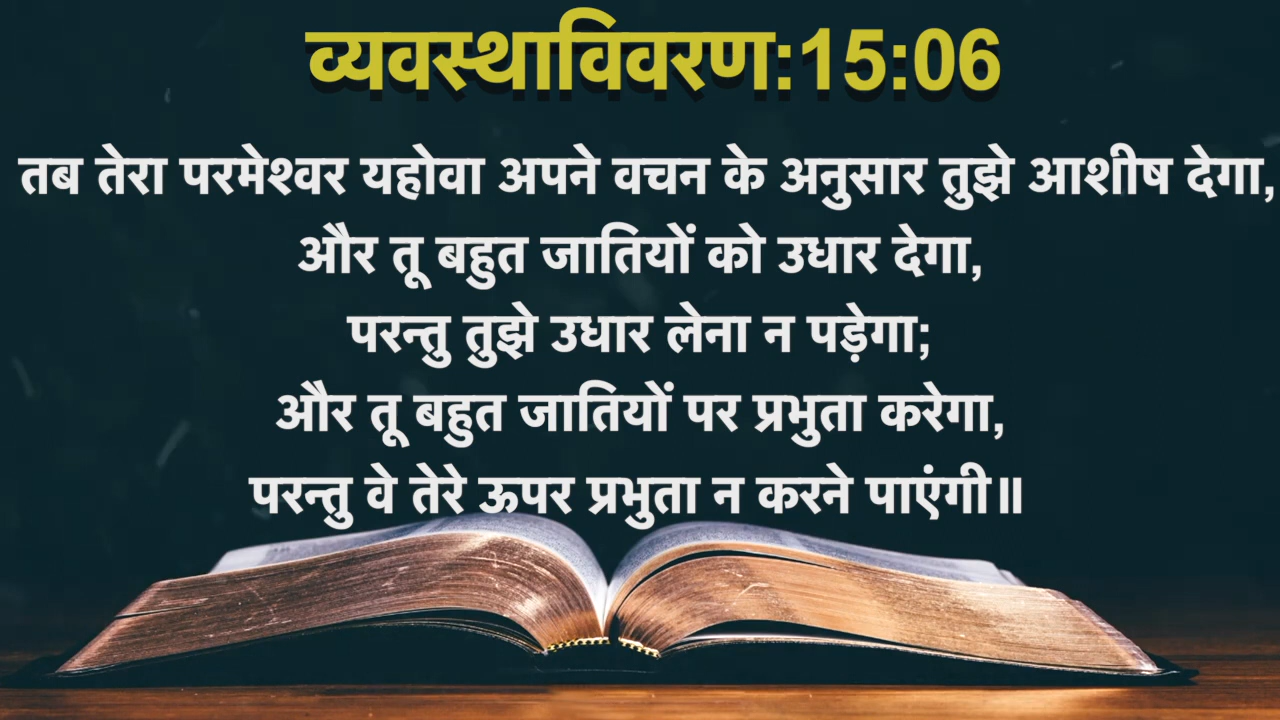 व्यवस्थाविवरण:15:06
तब तेरा परमेश्वर यहोवा अपने वचन के अनुसार तुझे आशीष देगा,
और तू बहुत जातियों को उधार देगा,
परन्तु तुझे उधार लेना न पड़ेगा;
और तू बहुत जातियों पर प्रभुता करेगा,
परन्तु वे तेरे ऊपर प्रभुता न करने पाएंगी॥